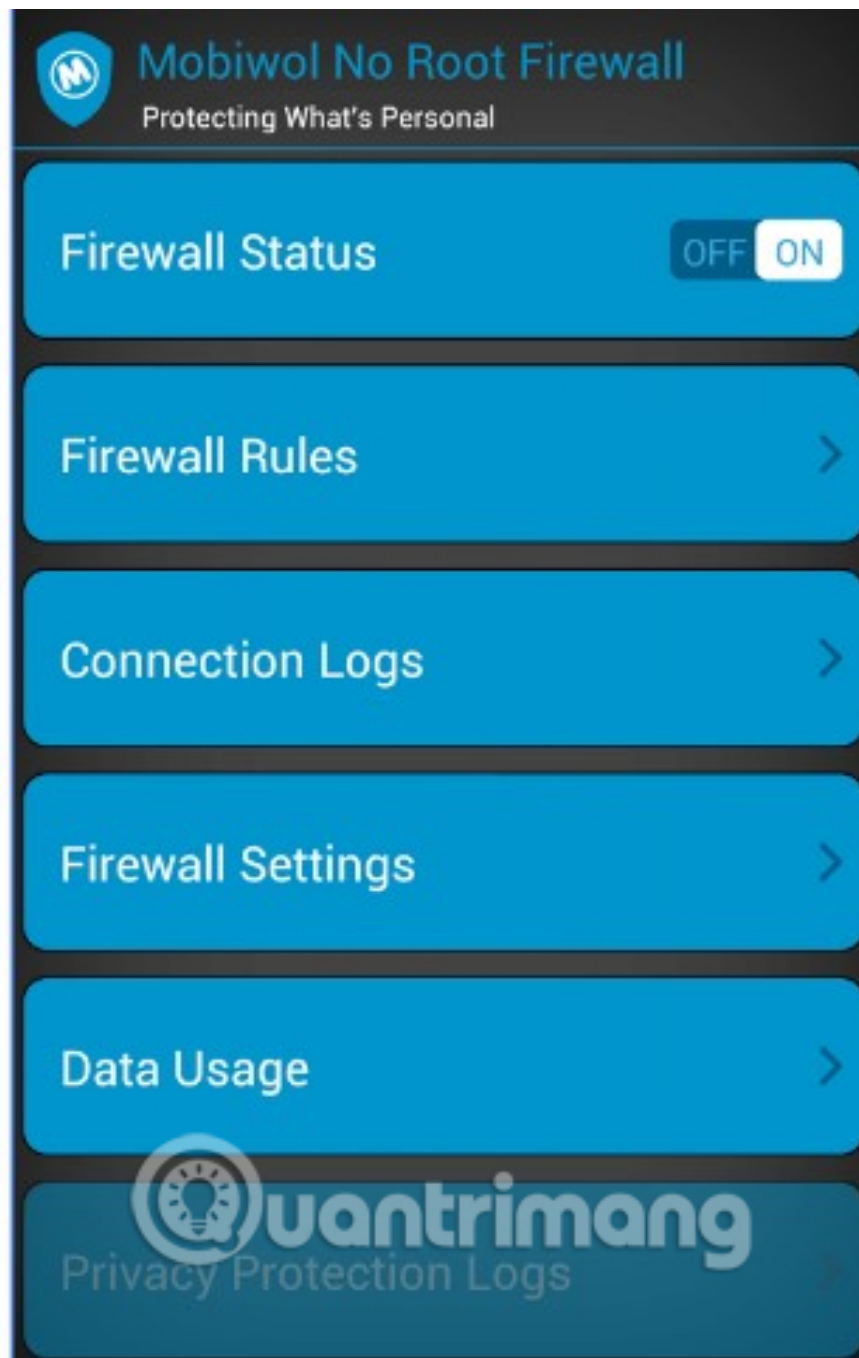 M
Mobiwol No Root Firewall
Protecting What's Personal
Firewall Status
OFF ON
Firewall Rules
Connection Logs
Firewall Settings
Data Usage
Quantrimang
Privacy Protection Logs